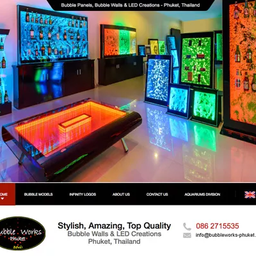 Bubble Panels, Bubble Walls & LED Creations - Phuket, Thailand
HOME
BUBBLE MODELS
INFINITY LOGOS
ABOUT US
CONTACT US
AQUARIUMS DIVISION
Bubble Works
Phuket
Stylish, Amazing, Top Quality
Bubble Walls & LED Creations
Phuket, Thailand
086 2715535
info@bubbleworks-phuket.